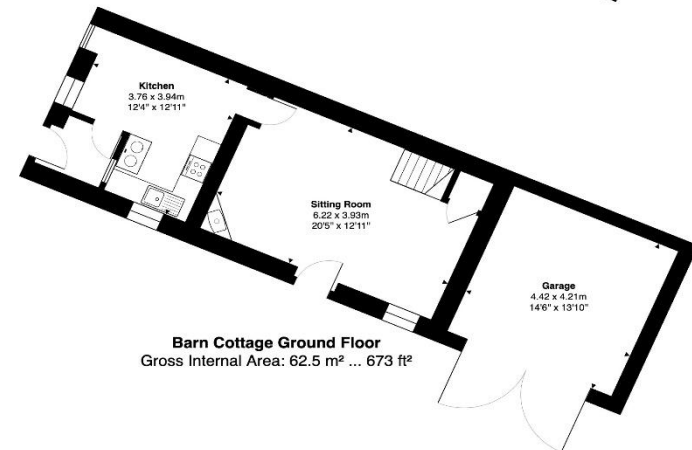 Kitchen
3.76 x 3.94m
12'4" x 12'11"
Sitting Room
6.22 x 3.93m
20'5" x 12'11"
Garage
4.42 x 4.21m
14'6" x 13'10"
Barn Cottage Ground Floor
Gross Internal Area: 62.5 m² ... 673 ft²